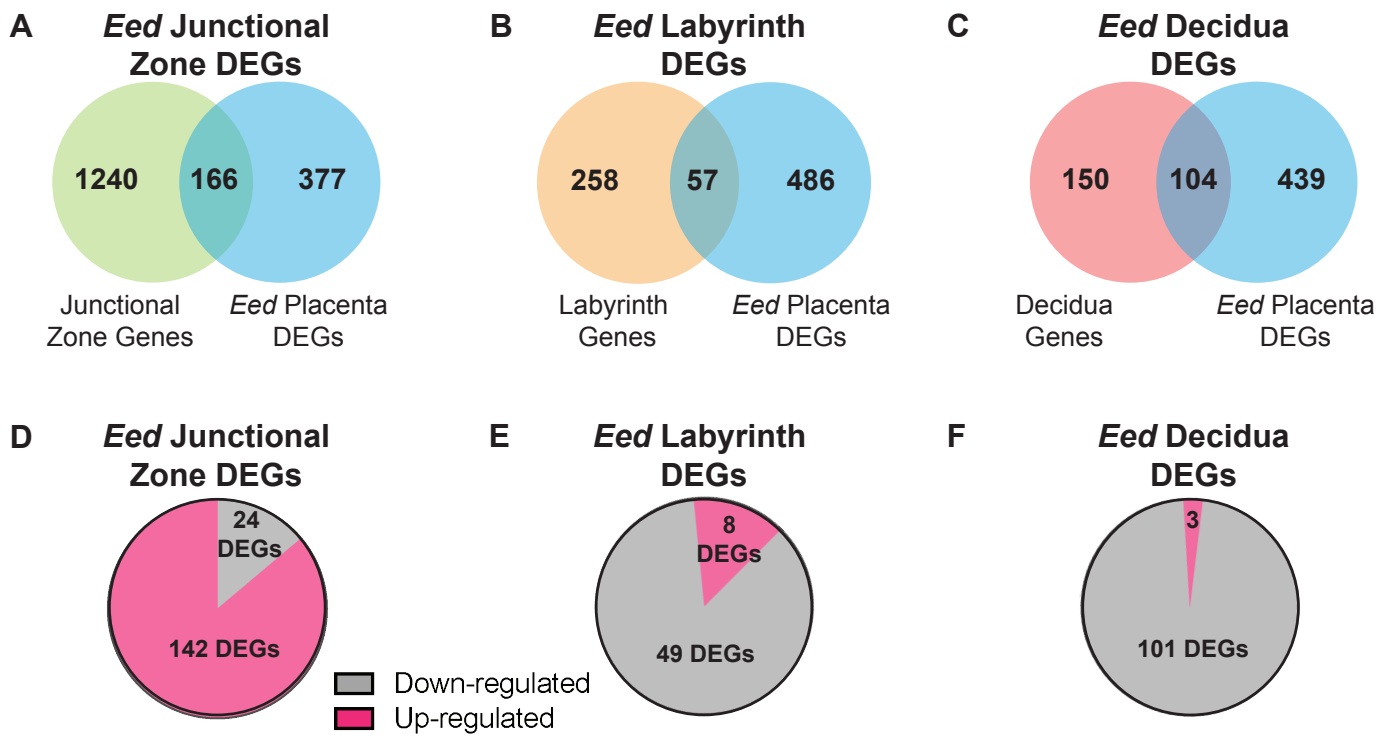 A
Eed Junctional
Zone DEGs
1240
166
377
Junctional
Zone Genes
Eed Placenta
DEGs
B
Eed Labyrinth
DEGs
258
57
486
Labyrinth
Genes
Eed Placenta
DEGs
C
Eed Decidua
DEGs
150
104
439
Decidua
Genes
Eed Placenta
DEGs
D
Eed Junctional
Zone DEGs
24
DEGs
142 DEGs
Down-regulated
Up-regulated
E
Eed Labyrinth
DEGs
8
DEGs
49 DEGs
F
Eed Decidua
DEGs
3
101 DEGs